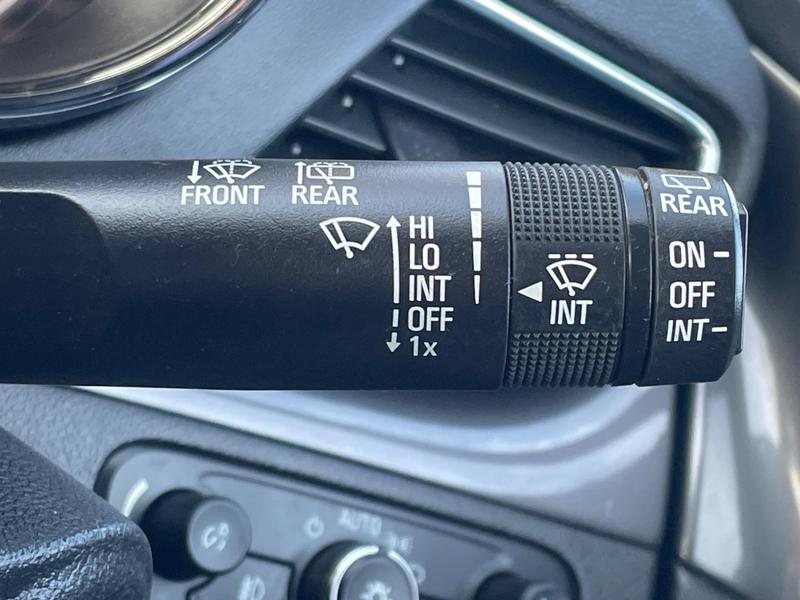 FRONT REAR
HI
LO
INT
OFF
1x
INT
REAR
ON
OFF
INT
AUTO